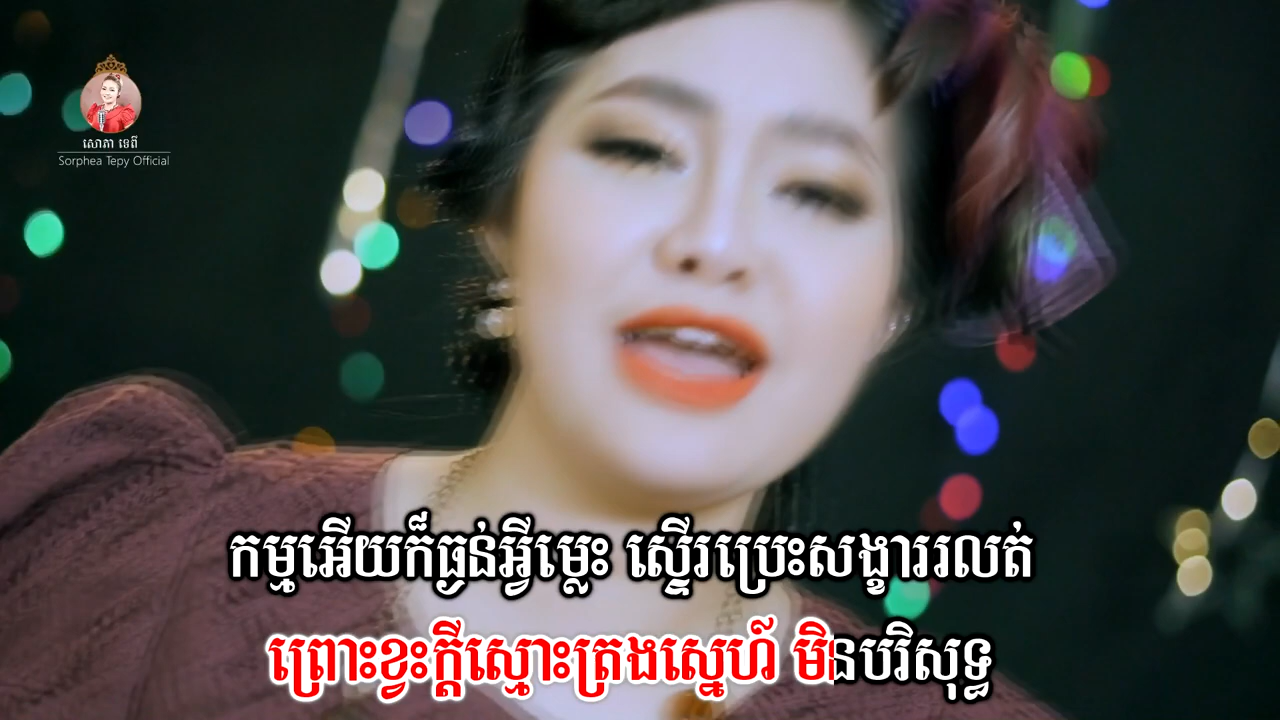 សោភា ទេពី
Sorphea Tepy Official
កម្មអើយក៏ធ្ងន់អ្វីម្លេះ ស្ទើរប្រេះសង្ខាររលត់
ព្រោះខ្វះក្ដីស្មោះត្រង់ស្នេហ៍ មិនបរិសុទ្ធ